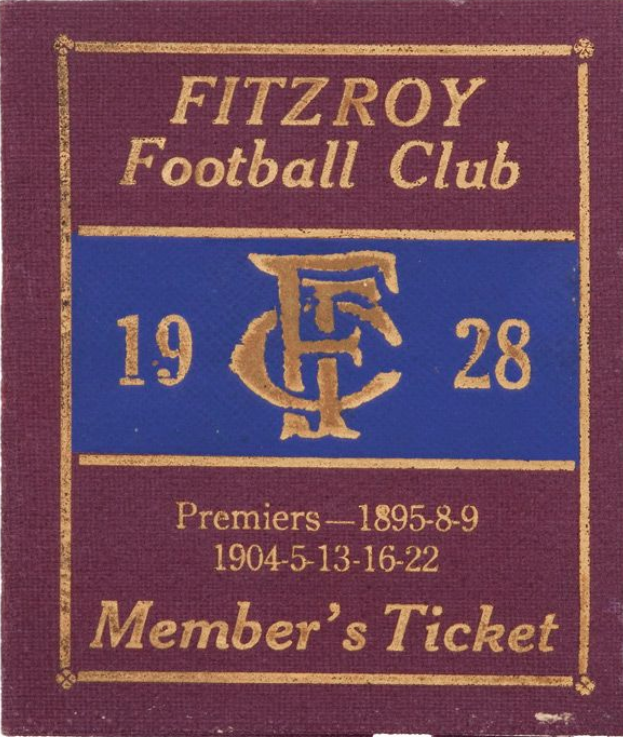 FITZROY
Football Club
19 FFC 28
Premiers—1895-8-9
1904-5-13-16-22
Member's Ticket